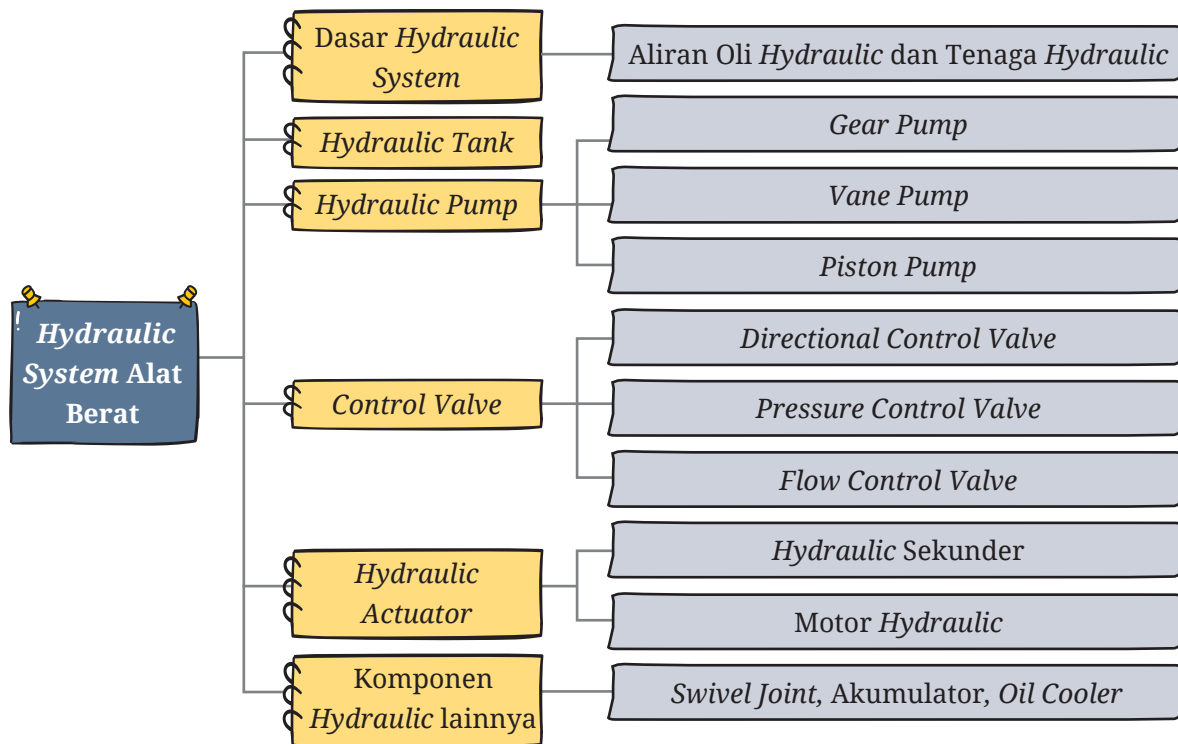 Hydraulic
System Alat
Berat
Dasar Hydraulic
System
Aliran Oli Hydraulic dan Tenaga Hydraulic
Hydraulic Tank
Hydraulic Pump
Gear Pump
Vane Pump
Piston Pump
Control Valve
Directional Control Valve
Pressure Control Valve
Flow Control Valve
Hydraulic
Actuator
Hydraulic Sekunder
Motor Hydraulic
Komponen
Hydraulic lainnya
Swivel Joint, Akumulator, Oil Cooler